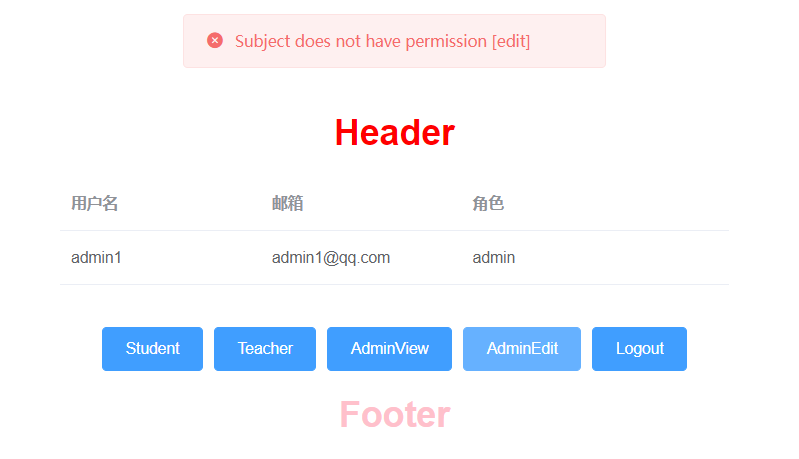 Subject does not have permission [edit]
Header
用户名 邮箱 角色
admin1 admin1@qq.com admin
Student Teacher AdminView AdminEdit Logout
Footer